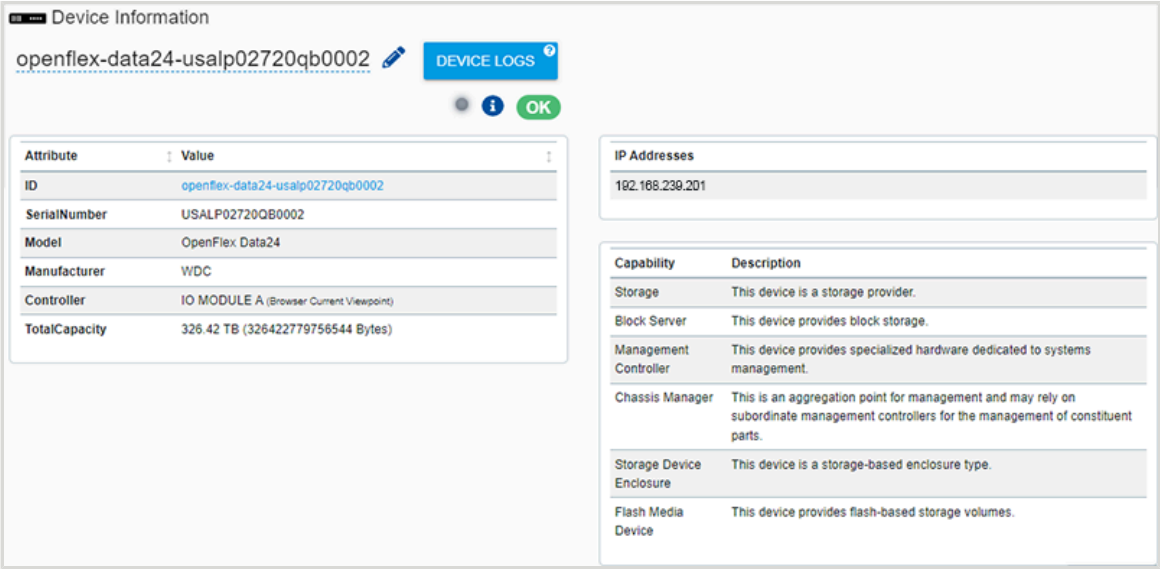 Device Information
openflex-data24-usalp02720qb0002
DEVICE LOGS ?
i OK
Attribute Value
ID openflex-data24-usalp02720qb0002
SerialNumber USALP02720QB0002
Model OpenFlex Data24
Manufacturer WDC
Controller IO MODULE A (Browser Current Viewpoint)
TotalCapacity 326.42 TB (326422779756544 Bytes)
IP Addresses
192.168.239.201
Capability Description
Storage This device is a storage provider.
Block Server This device provides block storage.
Management This device provides specialized hardware dedicated to systems
Controller management.
Chassis Manager This is an aggregation point for management and may rely on
subordinate management controllers for the management of constituent
parts.
Storage Device This device is a storage-based enclosure type.
Enclosure
Flash Media This device provides flash-based storage volumes.
Device